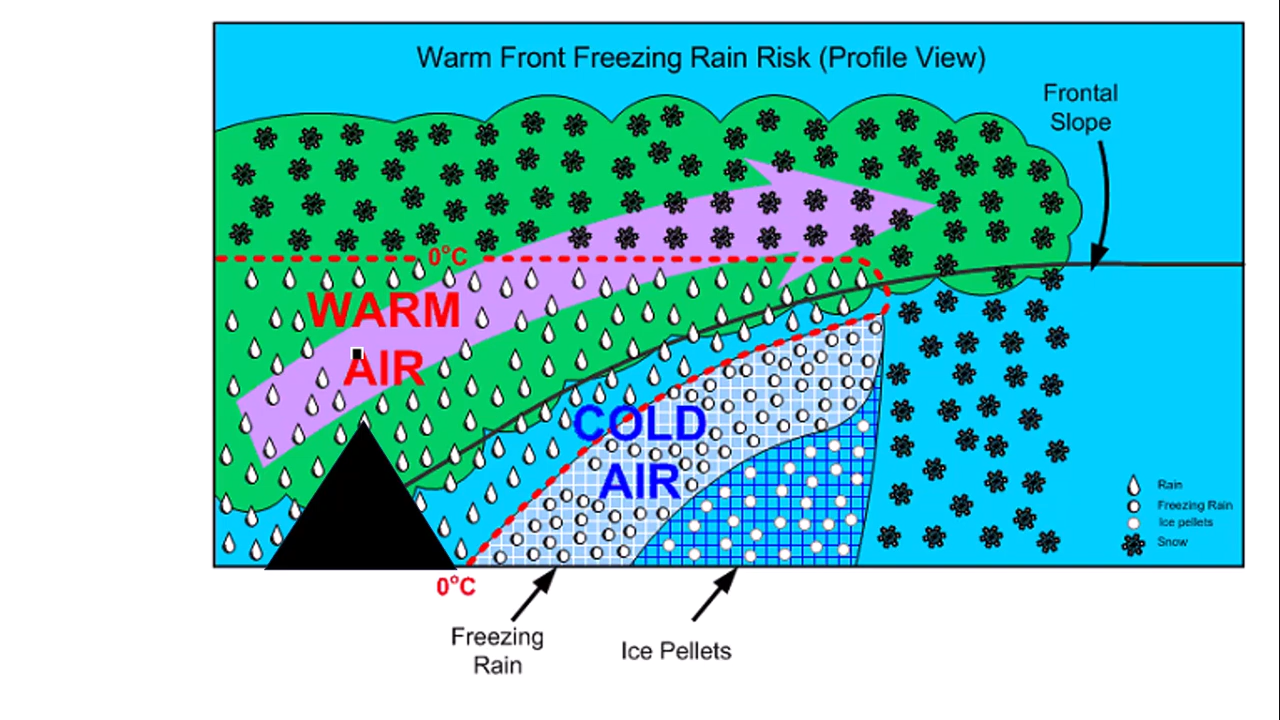 Warm Front Freezing Rain Risk (Profile View)
Frontal
Slope
0°C
WARM
AIR
COLD
AIR
Rain
Freezing Rain
Ice pellets
Snow
0°C
Freezing
Rain
Ice Pellets